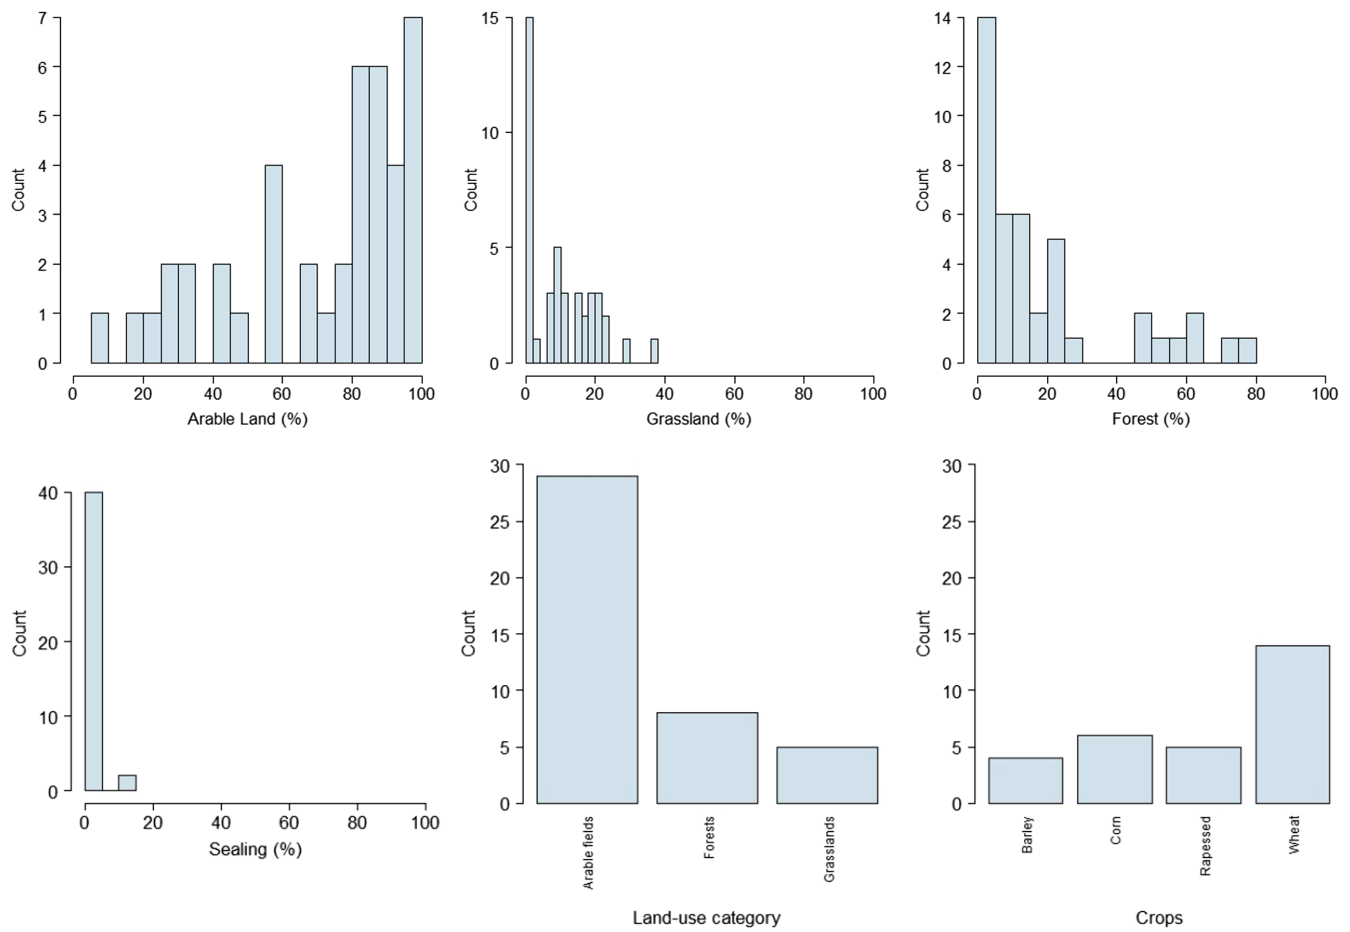 7
6
5
4
3
2
1
0
Count
0 20 40 60 80 100
Arable Land (%)
15
10
5
0
Count
0 20 40 60 80 100
Grassland (%)
14
12
10
8
6
4
2
0
Count
0 20 40 60 80 100
Forest (%)
40
30
20
10
0
Count
0 20 40 60 80 100
Sealing (%)
30
25
20
15
10
5
0
Count
Arable fields
Forests
Grasslands
Land-use category
30
25
20
15
10
5
0
Count
Barley
Corn
Rapessed
Wheat
Crops